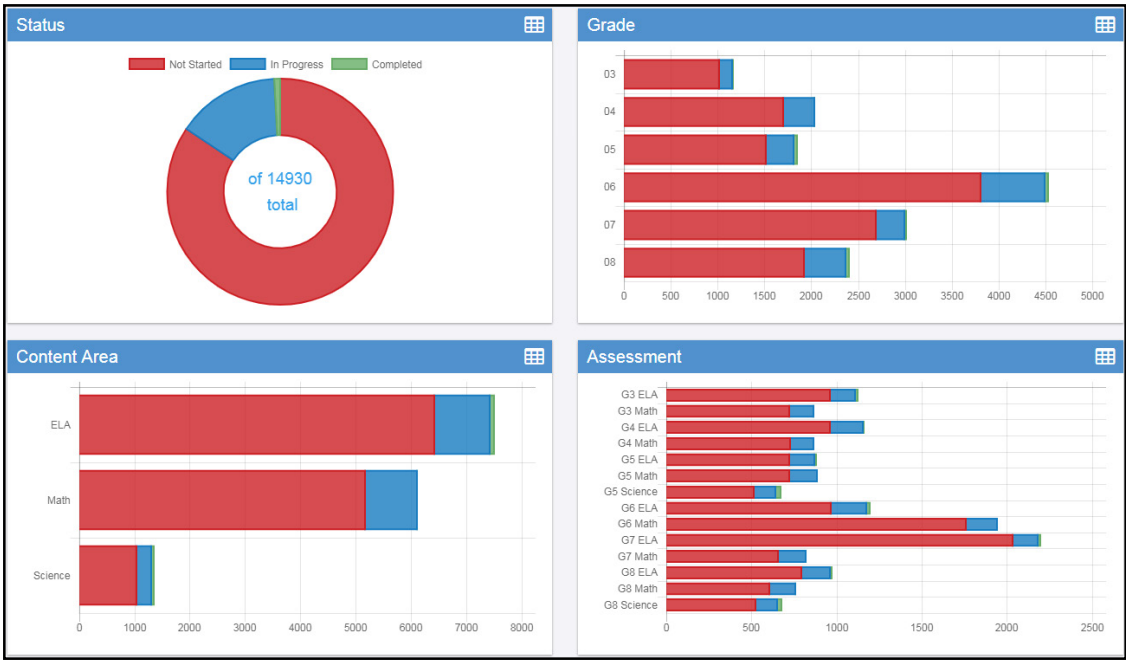 Status
Not Started In Progress Completed
of 14930
total
Grade
03
04
05
06
07
08
0 500 1000 1500 2000 2500 3000 3500 4000 4500 5000
Content Area
ELA
Math
Science
0 1000 2000 3000 4000 5000 6000 7000 8000
Assessment
G3 ELA
G3 Math
G4 ELA
G4 Math
G5 ELA
G5 Math
G5 Science
G6 ELA
G6 Math
G7 ELA
G7 Math
G8 ELA
G8 Math
G8 Science
0 500 1000 1500 2000 2500